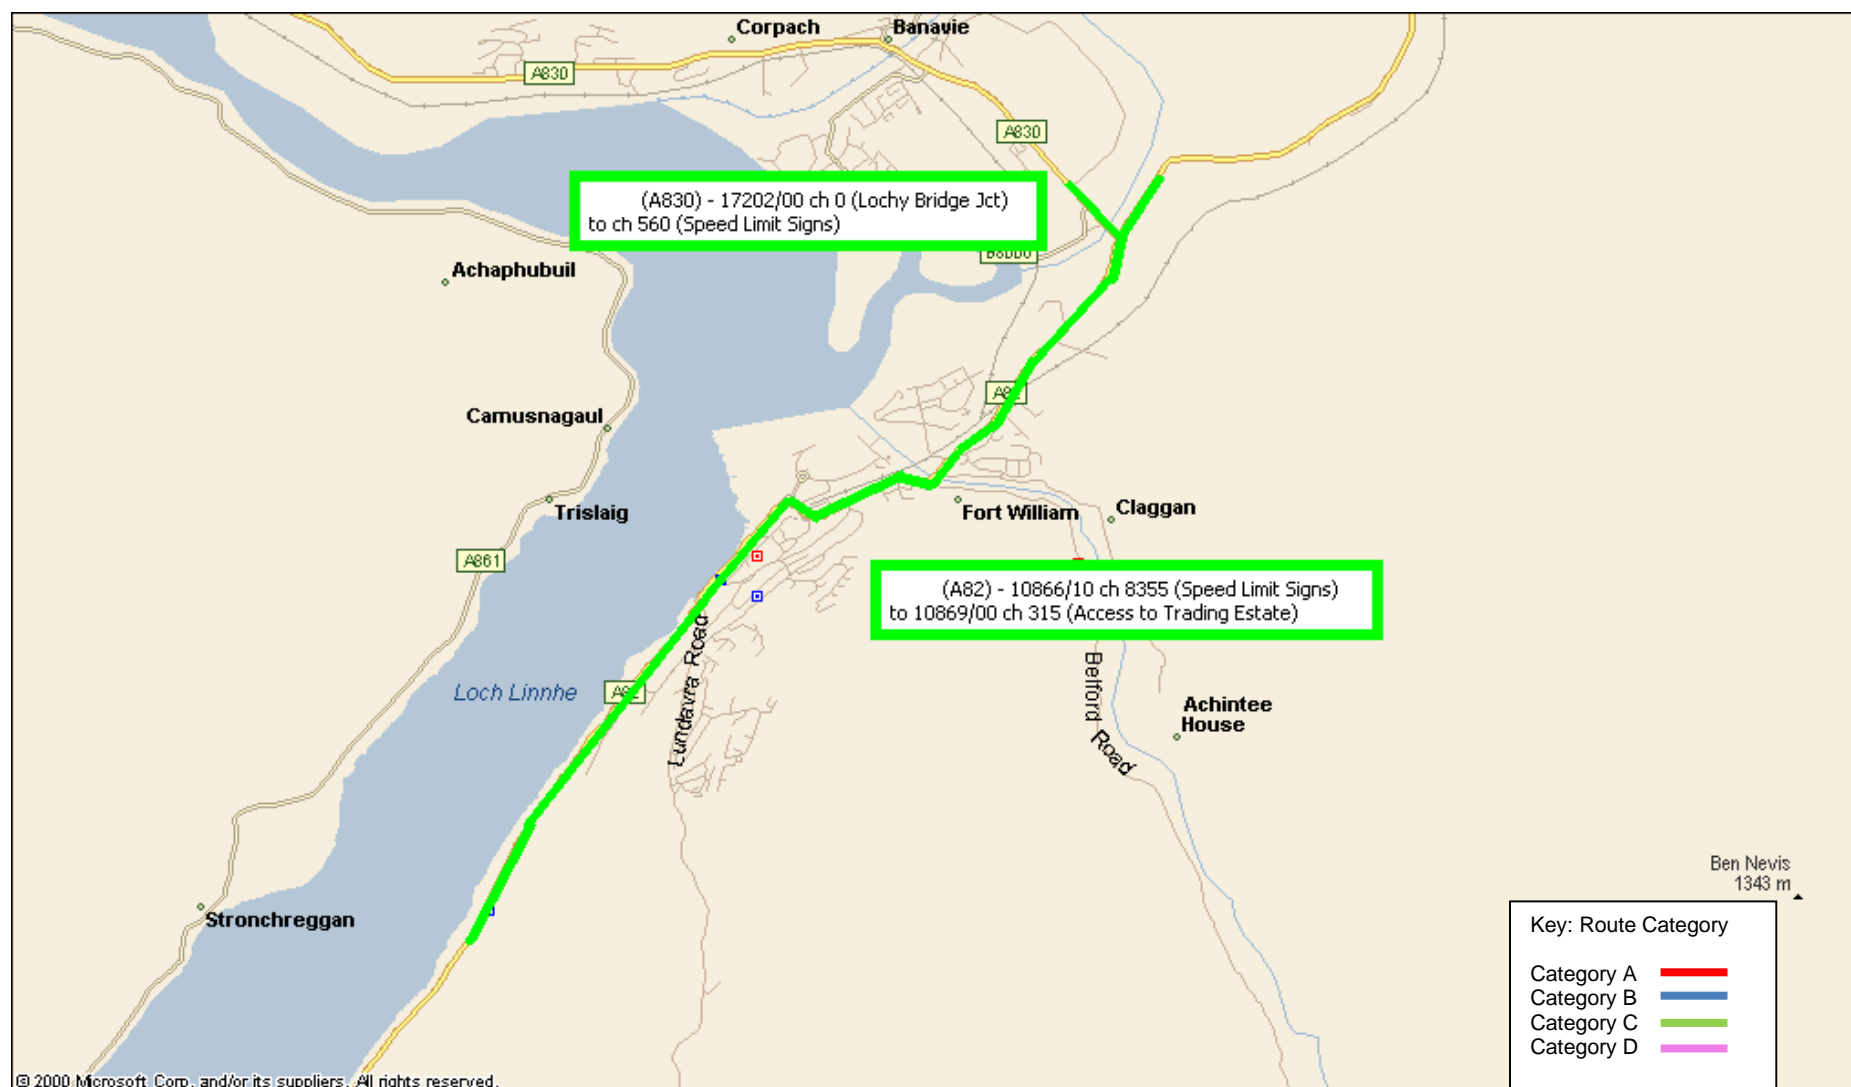 Corpach
Banavie
A830
A830
(A830) - 17202/00 ch 0 (Lochy Bridge Jct)
to ch 560 (Speed Limit Signs)
Achaphubuil
A82
Camusnagaul
Trislaig
Fort William
Claggan
A861
(A82) - 10866/10 ch 8355 (Speed Limit Signs)
to 10869/00 ch 315 (Access to Trading Estate)
Lundavra Road
Belford Road
Loch Linnhe
A82
Achintee
House
Ben Nevis
1343 m
Stronchreggan
Key: Route Category
Category A
Category B
Category C
Category D
© 2000 Microsoft Corp. and/or its suppliers. All rights reserved.